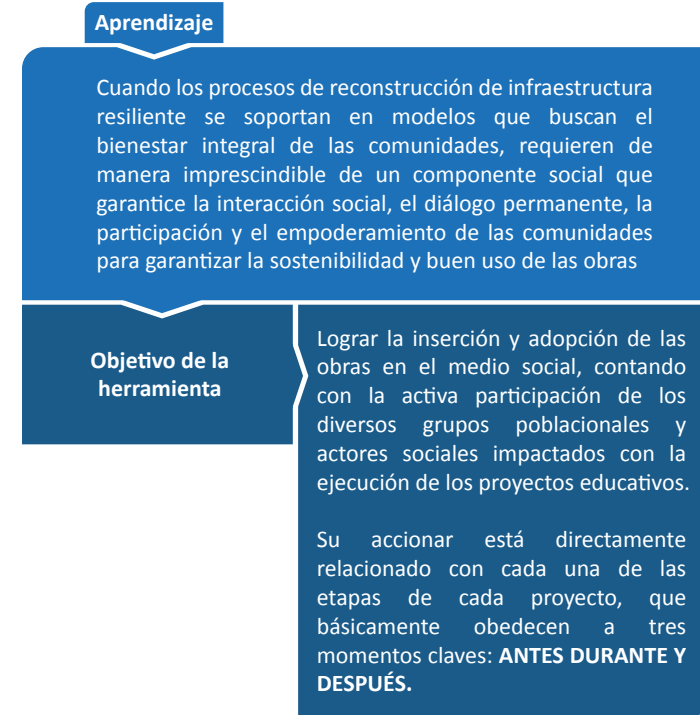 Aprendizaje
Cuando los procesos de reconstrucción de infraestructura
resiliente se soportan en modelos que buscan el
bienestar integral de las comunidades, requieren de
manera imprescindible de un componente social que
garantice la interacción social, el diálogo permanente, la
participación y el empoderamiento de las comunidades
para garantizar la sostenibilidad y buen uso de las obras
Objetivo de la
herramienta
Lograr la inserción y adopción de las
obras en el medio social, contando
con la activa participación de los
diversos grupos poblacionales y
actores sociales impactados con la
ejecución de los proyectos educativos.
Su accionar está directamente
relacionado con cada una de las
etapas de cada proyecto, que
básicamente obedecen a tres
momentos claves: ANTES DURANTE Y
DESPUÉS.